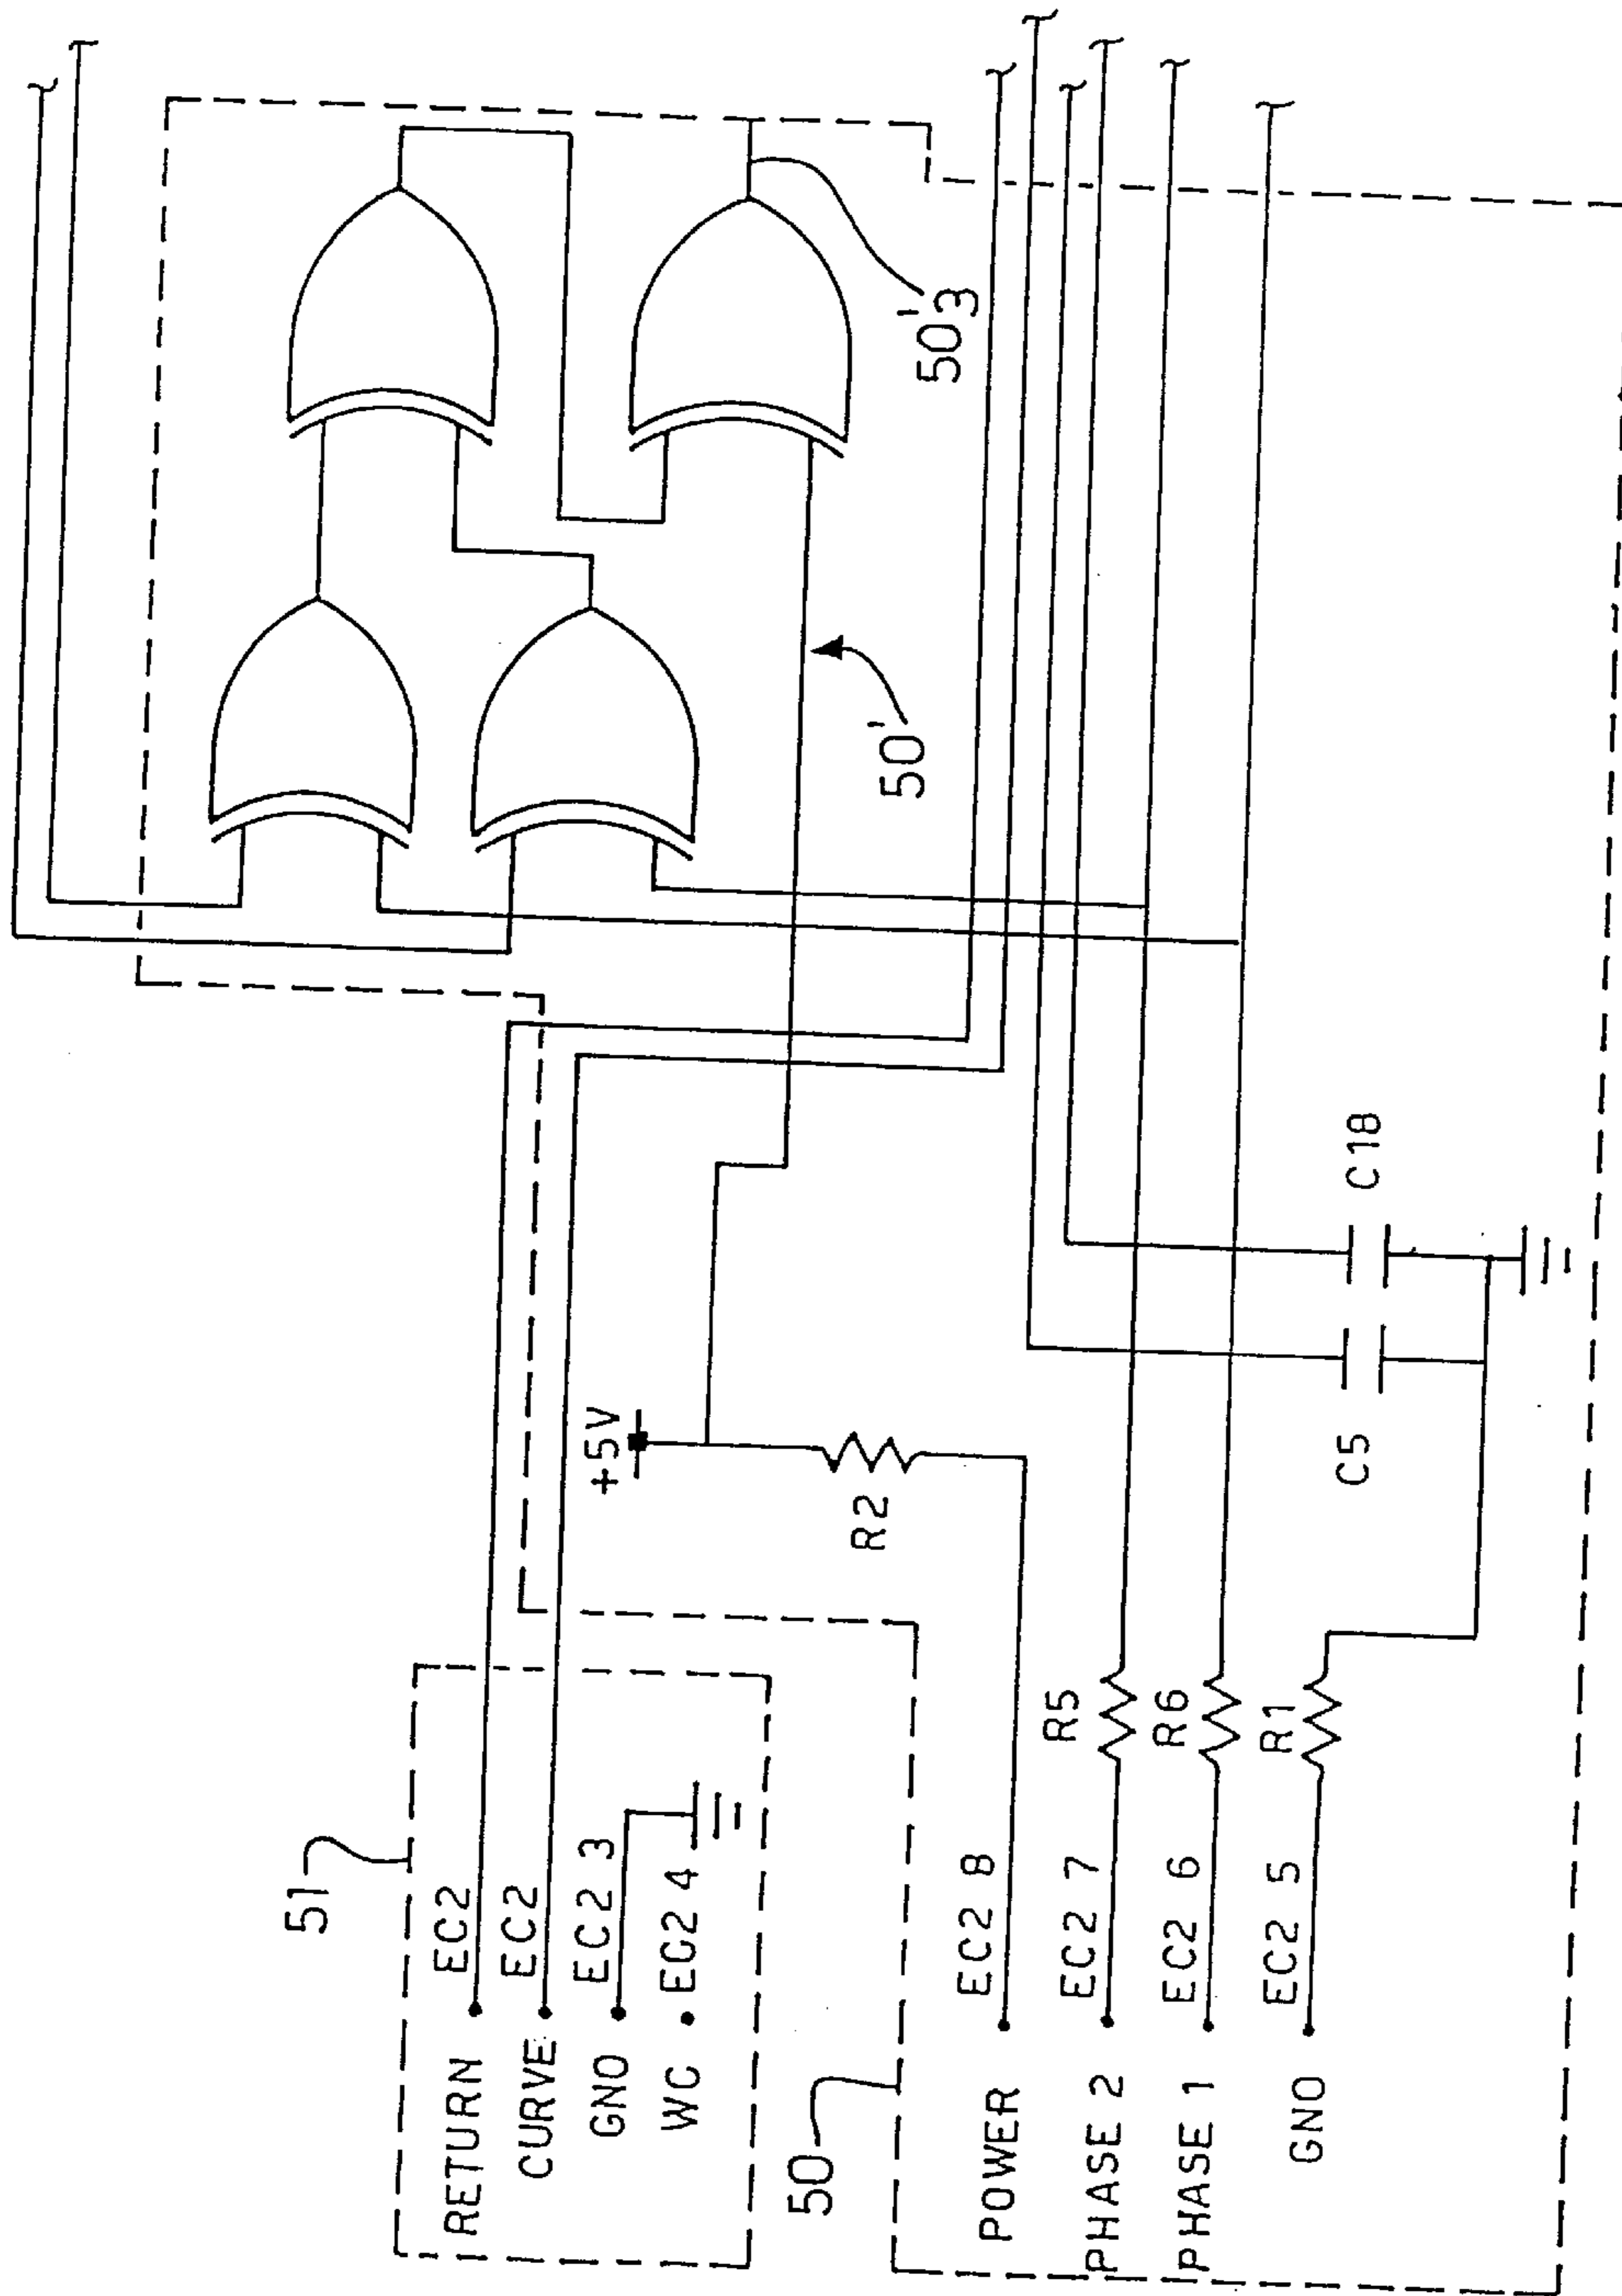 51
RETURN EC2
CURVE EC2
GNO EC2 3
WC EC2 4
50
POWER EC2 8
PHASE 2 EC2 7
PHASE 1 EC2 6
GNO EC2 5
+5V
R2
R5
R6
R1
C5
C18
50'
50'3